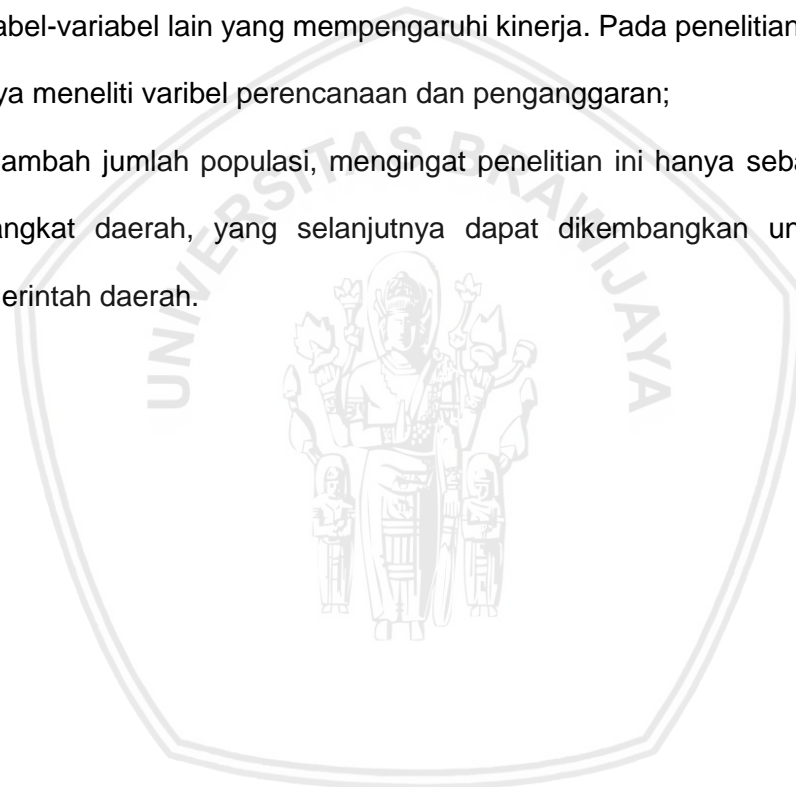 abel-variabel lain yang mempengaruhi kinerja. Pada penelitian
ya meneliti varibel perencanaan dan penganggaran;
ambah jumlah populasi, mengingat penelitian ini hanya seba
angkat daerah, yang selanjutnya dapat dikembangkan un
erintah daerah.
UNIVERSITAS BRAWIJAYA